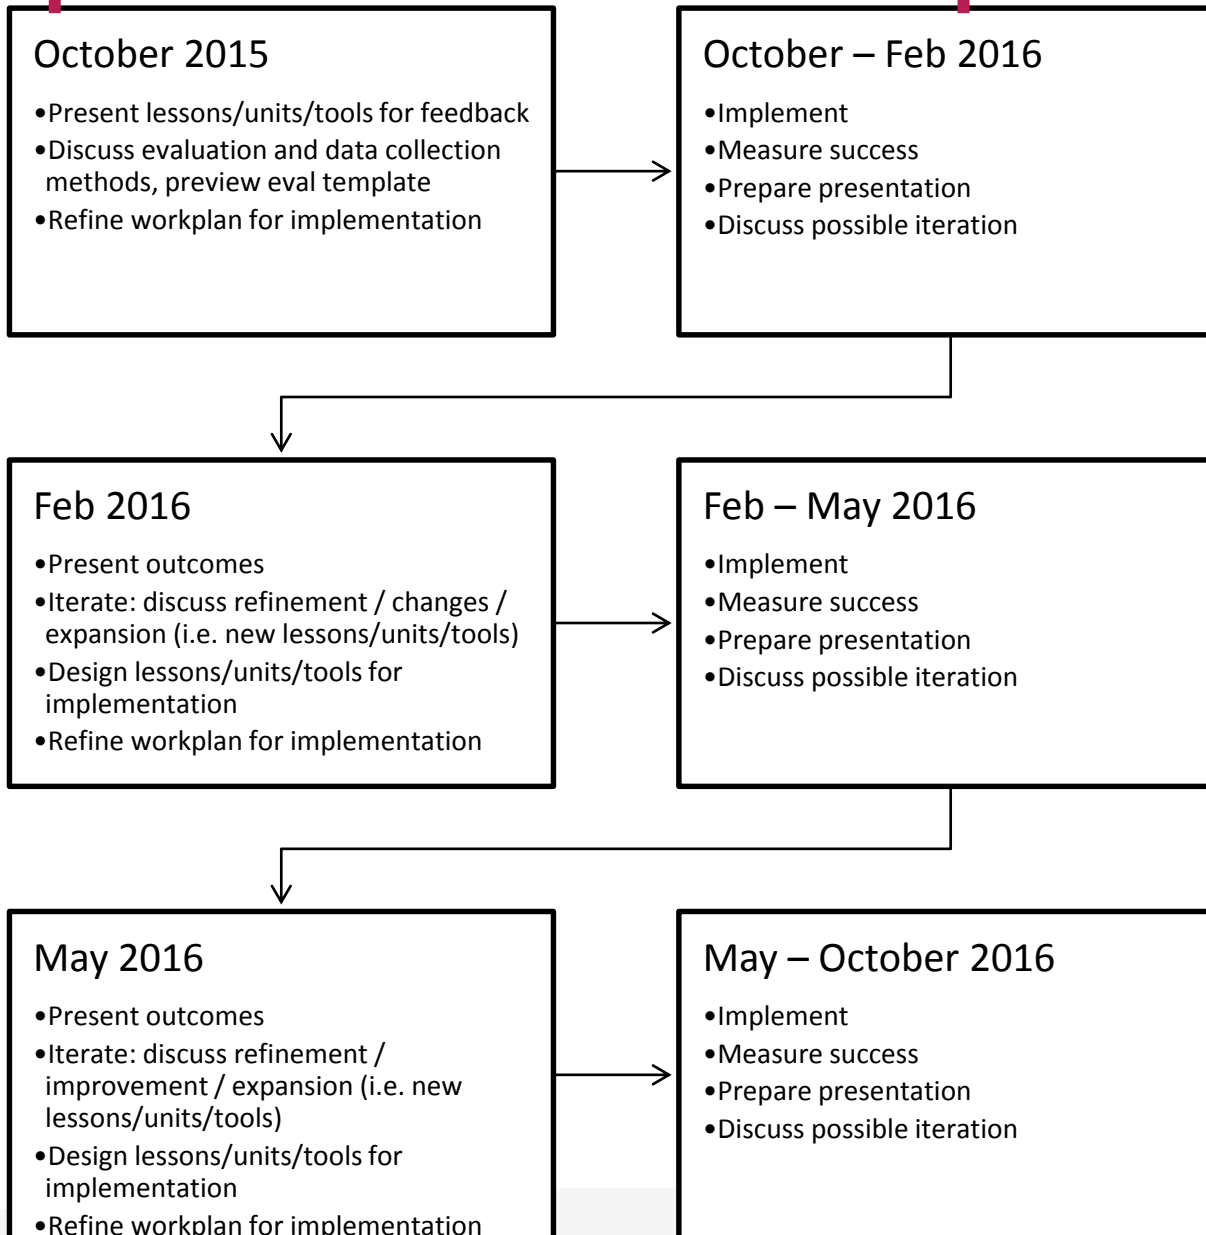 October 2015
•Present lessons/units/tools for feedback
•Discuss evaluation and data collection
methods, preview eval template
•Refine workplan for implementation
October – Feb 2016
•Implement
•Measure success
•Prepare presentation
•Discuss possible iteration
Feb 2016
•Present outcomes
•Iterate: discuss refinement / changes /
expansion (i.e. new lessons/units/tools)
•Design lessons/units/tools for
implementation
•Refine workplan for implementation
Feb – May 2016
•Implement
•Measure success
•Prepare presentation
•Discuss possible iteration
May 2016
•Present outcomes
•Iterate: discuss refinement /
improvement / expansion (i.e. new
lessons/units/tools)
•Design lessons/units/tools for
implementation
•Refine workplan for implementation
May – October 2016
•Implement
•Measure success
•Prepare presentation
•Discuss possible iteration